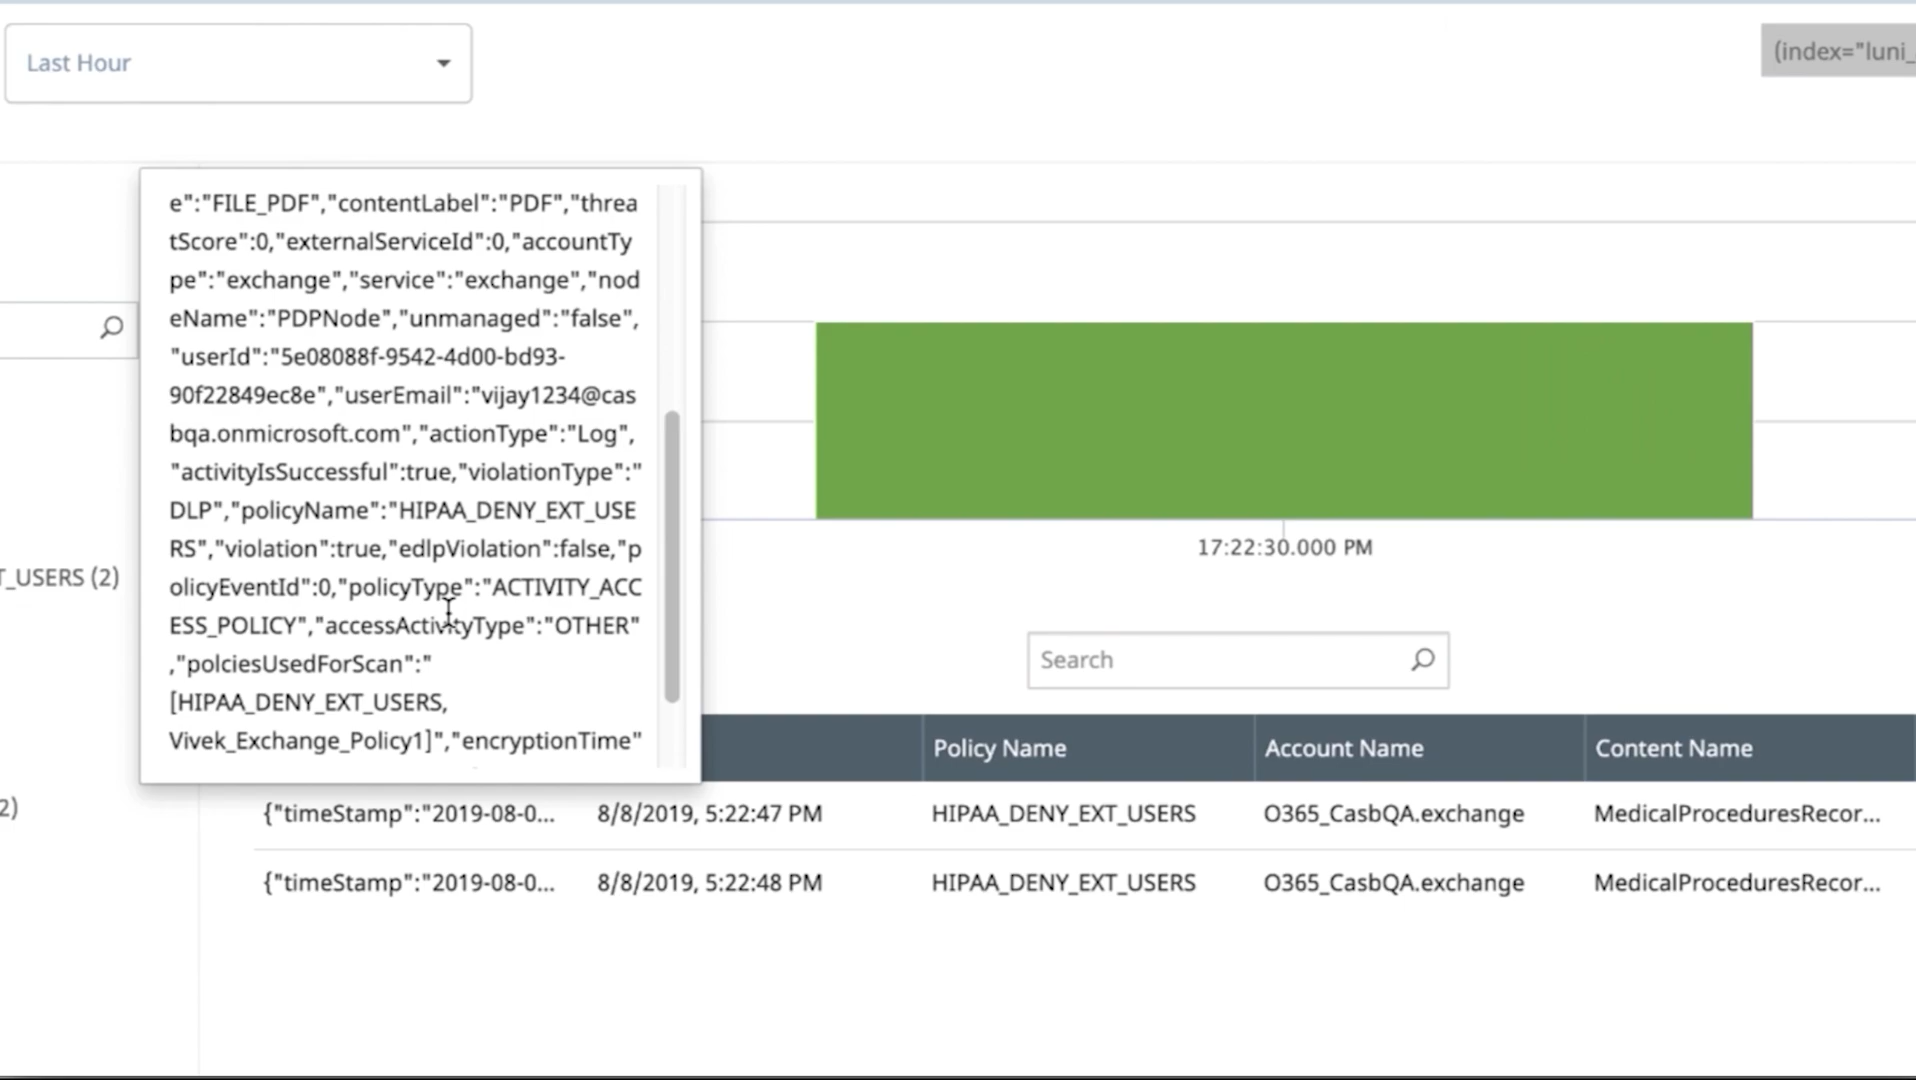 Last Hour
(index="luni_
e":"FILE_PDF","contentLabel":"PDF","threa
tScore":0,"externalServiceId":0,"accountTy
pe":"exchange","service":"exchange","nod
eName":"PDPNode","unmanaged":"false",
"userId":"5e08088f-9542-4d00-bd93-
90f22849ec8e","userEmail":"vijay1234@cas
bqa.onmicrosoft.com","actionType":"Log",
"activityIsSuccessful":true,"violationType":"
DLP","policyName":"HIPAA_DENY_EXT_USE
RS","violation":true,"edlpViolation":false,"p
olicyEventId":0,"policyType":"ACTIVITY_ACC
ESS_POLICY","accessActivityType":"OTHER"
,"polciesUsedForScan":"
[HIPAA_DENY_EXT_USERS,
Vivek_Exchange_Policy1]","encryptionTime"
17:22:30.000 PM
T_USERS (2)
2)
Search
Policy Name Account Name Content Name
{"timeStamp":"2019-08-0... 8/8/2019, 5:22:47 PM HIPAA_DENY_EXT_USERS O365_CasbQA.exchange MedicalProceduresRecor...
{"timeStamp":"2019-08-0... 8/8/2019, 5:22:48 PM HIPAA_DENY_EXT_USERS O365_CasbQA.exchange MedicalProceduresRecor...